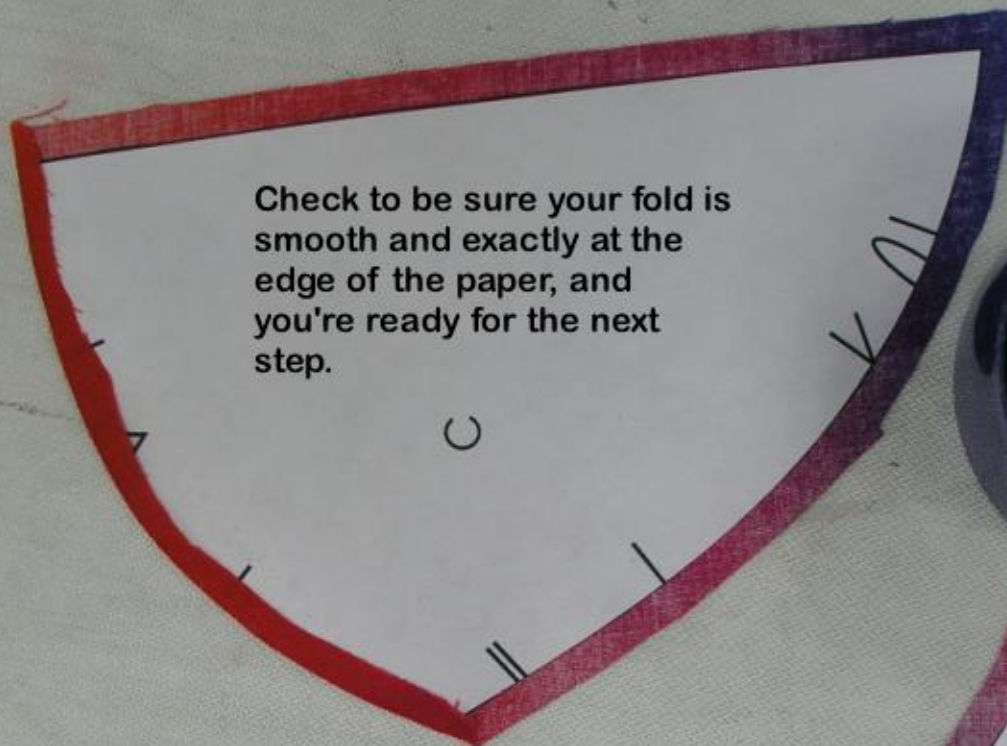 Check to be sure your fold is
smooth and exactly at the
edge of the paper, and
you're ready for the next
step.
C